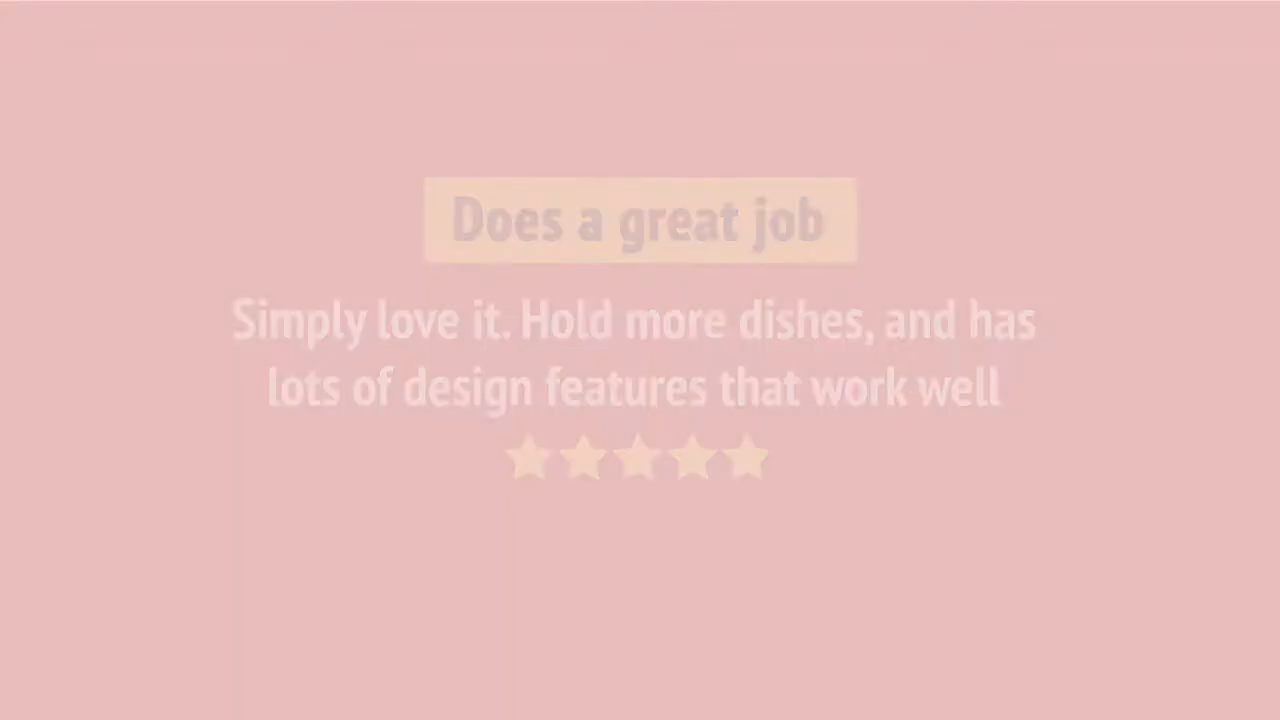 Does a great job
Simply love it. Hold more dishes, and has
lots of design features that work well